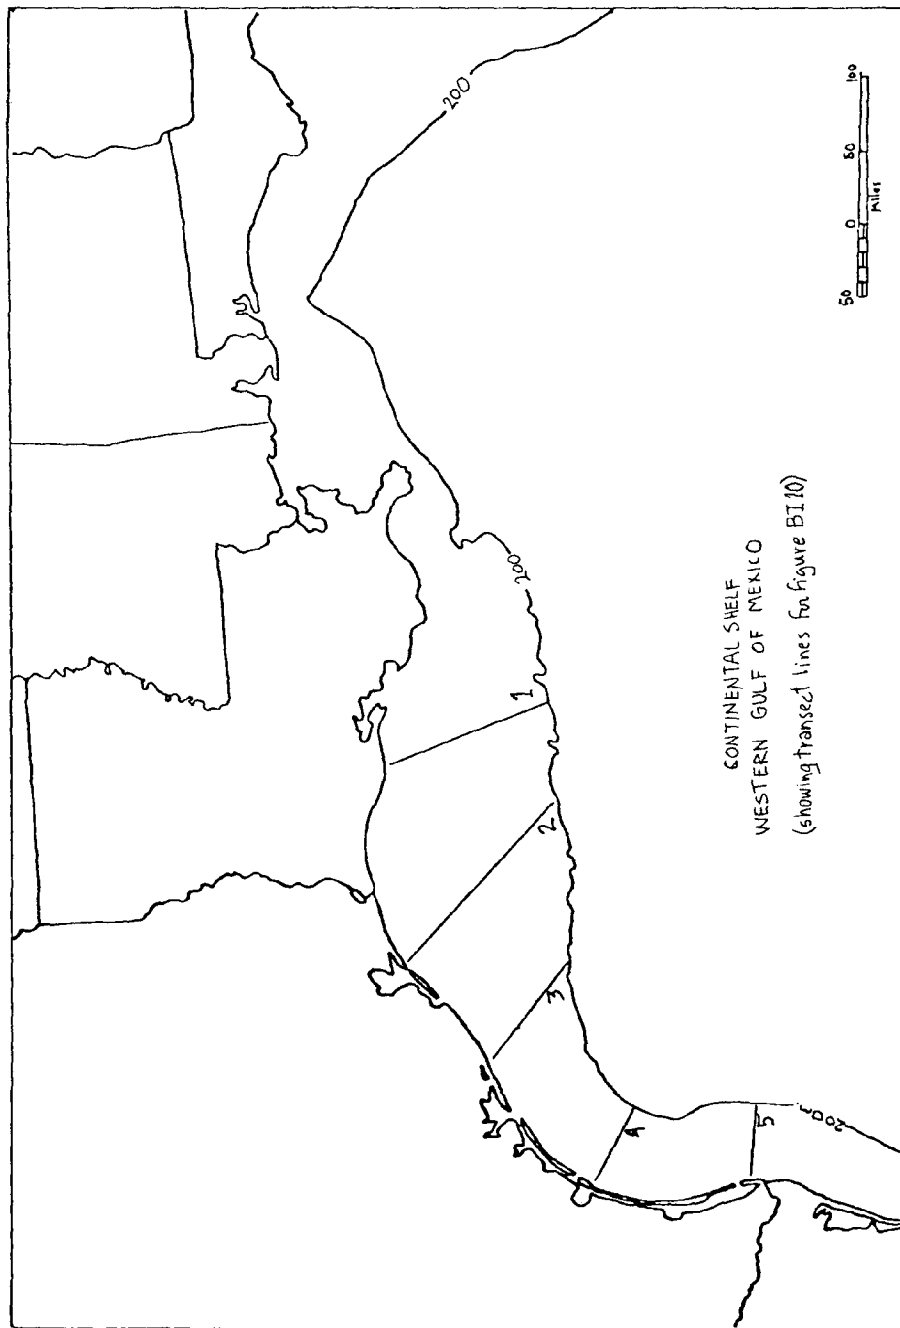 200
200
200
1
2
3
4
5
CONTINENTAL SHELF
WESTERN GULF OF MEXICO
(showing transect lines for figure BI10)
50 0 50 100
Miles